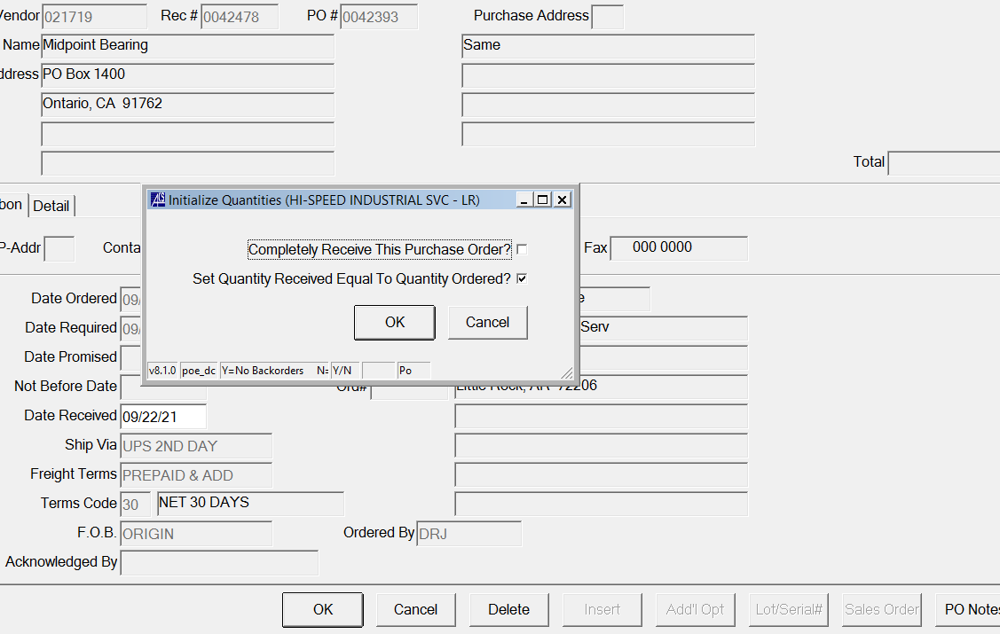 Vendor 021719 Rec # 0042478 PO # 0042393 Purchase Address
Name Midpoint Bearing Same
ddress PO Box 1400
Ontario, CA 91762
Total
bon Detail
Initialize Quantities (HI-SPEED INDUSTRIAL SVC - LR)
P-Addr Conta Fax 000 0000
Completely Receive This Purchase Order?
Set Quantity Received Equal To Quantity Ordered?
Date Ordered 09/ e
OK Cancel
Date Required 09/ Serv
Date Promised
v8.1.0 poe_dc Y=No Backorders N= Y/N Po
Not Before Date Ord# Little Rock, AR 72206
Date Received 09/22/21
Ship Via UPS 2ND DAY
Freight Terms PREPAID & ADD
Terms Code 30 NET 30 DAYS
F.O.B. ORIGIN Ordered By DRJ
Acknowledged By
OK Cancel Delete Insert Add'l Opt Lot/Serial# Sales Order PO Notes